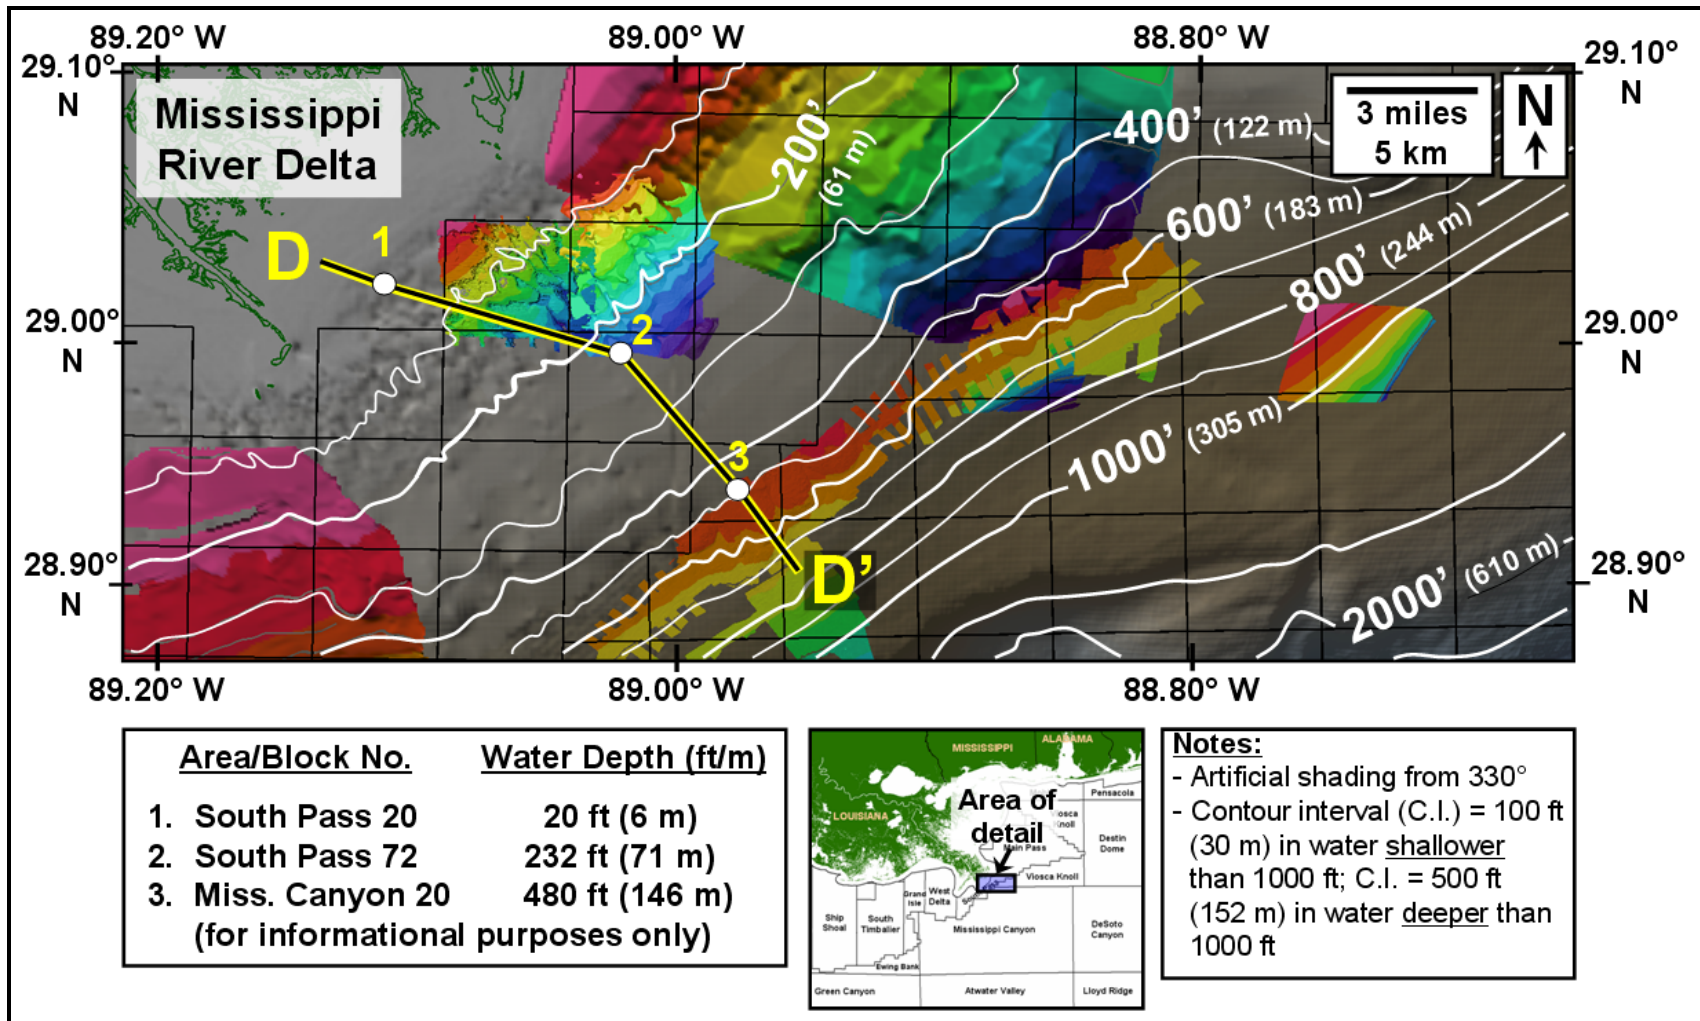 89.20° W 89.00° W 88.80° W
29.10° N
29.10° N
Mississippi
River Delta
3 miles
5 km
N
200'
(61 m)
400' (122 m)
600' (183 m)
800' (244 m)
1000' (305 m)
2000' (610 m)
D
1
2
3
D'
29.00° N
29.00° N
28.90° N
28.90° N
89.20° W 89.00° W 88.80° W
Area/Block No. Water Depth (ft/m)
1. South Pass 20 20 ft (6 m)
2. South Pass 72 232 ft (71 m)
3. Miss. Canyon 20 480 ft (146 m)
(for informational purposes only)
MISSISSIPPI
ALABAMA
LOUISIANA
Area of
detail
Pensacola
Knoll
Destin
Dome
Main Pass
Viosca Knoll
Grand
Isle
West
Delta
Ship
Shoal
South
Timbalier
Mississippi Canyon
DeSoto
Canyon
Ewing Bank
Green Canyon
Atwater Valley
Lloyd Ridge
Notes:
- Artificial shading from 330°
- Contour interval (C.I.) = 100 ft
(30 m) in water shallower
than 1000 ft; C.I. = 500 ft
(152 m) in water deeper than
1000 ft